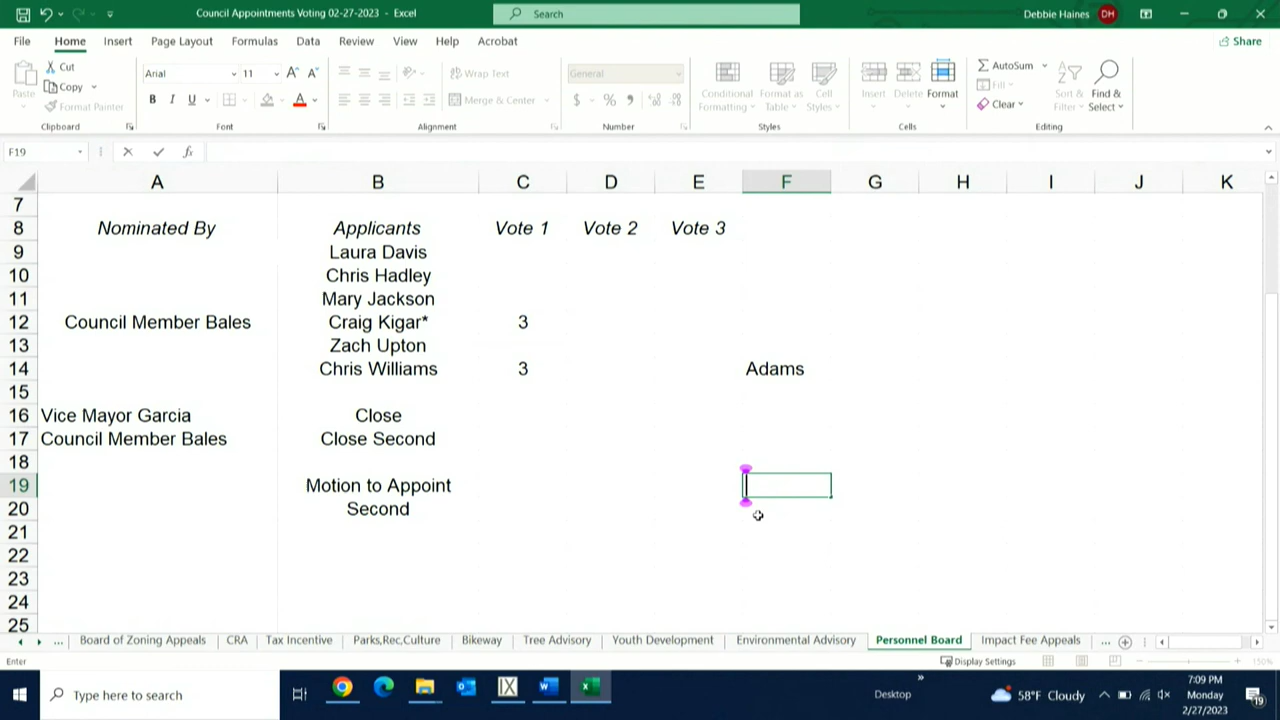 Council Appointments Voting 02-27-2023 - Excel
Search
Debbie Haines DH
File Home Insert Page Layout Formulas Data Review View Help Acrobat Share
Paste
Cut
Copy
Format Painter
Clipboard
Arial 11 A^ Aˇ
B I U A
Font
Wrap Text
Merge & Center
Alignment
General
$ % ,
Number
Conditional Formatting
Format as Table
Cell Styles
Styles
Insert Delete Format
Cells
AutoSum
Fill
Clear
Sort & Filter
Find & Select
Editing
F19 fx
A B C D E F G H I J K
7
8 Nominated By Applicants Vote 1 Vote 2 Vote 3
9 Laura Davis
10 Chris Hadley
11 Mary Jackson
12 Council Member Bales Craig Kigar* 3
13 Zach Upton
14 Chris Williams 3 Adams
15
16 Vice Mayor Garcia Close
17 Council Member Bales Close Second
18
19 Motion to Appoint
20 Second
21
22
23
24
25
... Board of Zoning Appeals CRA Tax Incentive Parks,Rec,Culture Bikeway Tree Advisory Youth Development Environmental Advisory Personnel Board Impact Fee Appeals ...
Enter Display Settings 150%
Type here to search
Desktop
58°F Cloudy
7:09 PM
Monday
2/27/2023
19